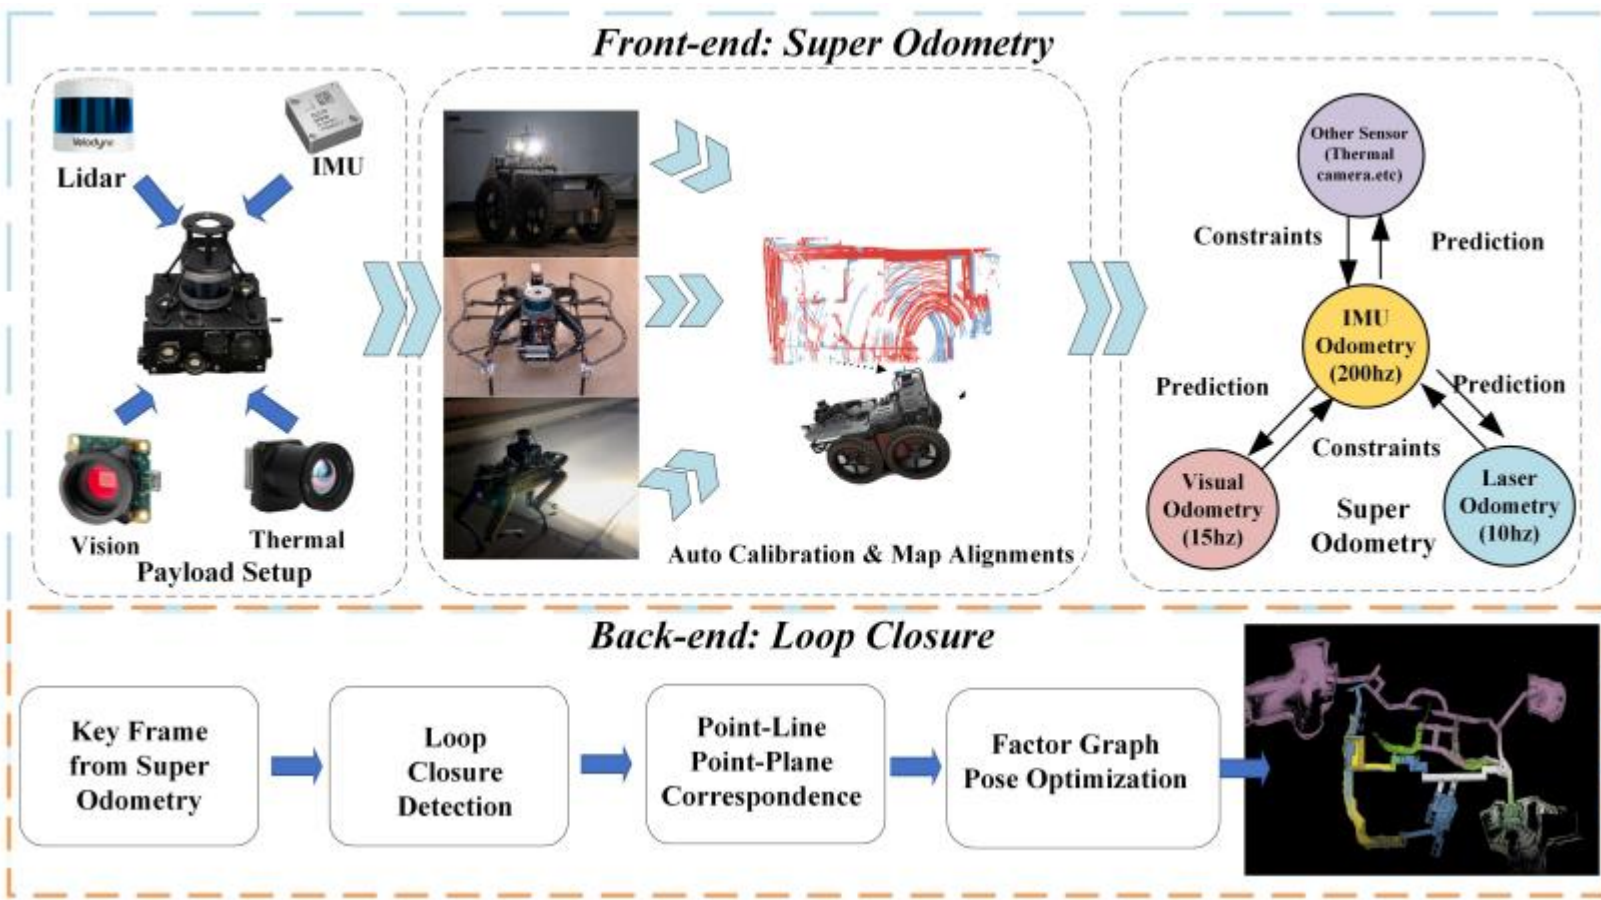 Front-end: Super Odometry
Velodyne
Lidar
IMU
Vision
Thermal
Payload Setup
Auto Calibration & Map Alignments
Other Sensor
(Thermal
camera.etc)
Constraints
Prediction
IMU
Odometry
(200hz)
Prediction
Prediction
Constraints
Visual
Odometry
(15hz)
Super
Odometry
Laser
Odometry
(10hz)
Back-end: Loop Closure
Key Frame
from Super
Odometry
Loop
Closure
Detection
Point-Line
Point-Plane
Correspondence
Factor Graph
Pose Optimization